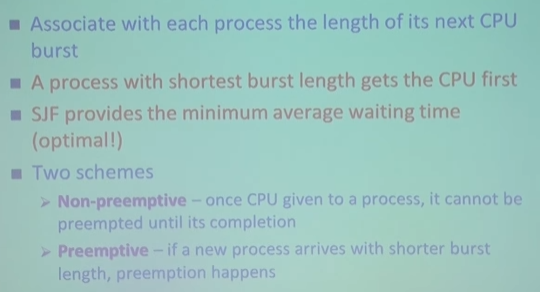 Associate with each process the length of its next CPU
burst
A process with shortest burst length gets the CPU first
SJF provides the minimum average waiting time
(optimal!)
Two schemes
Non-preemptive – once CPU given to a process, it cannot be
preempted until its completion
Preemptive – if a new process arrives with shorter burst
length, preemption happens